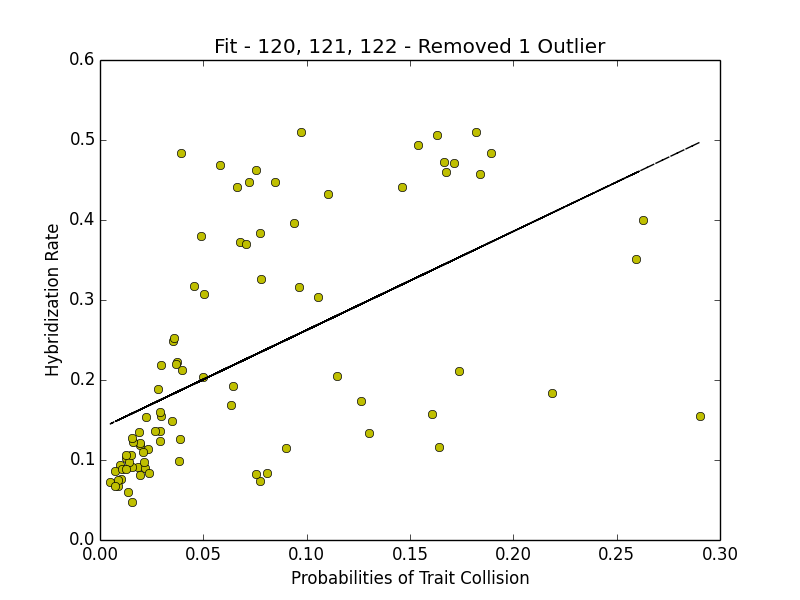 Fit - 120, 121, 122 - Removed 1 Outlier
0.6
0.5
0.4
0.3
0.2
0.1
0.0
Hybridization Rate
0.00 0.05 0.10 0.15 0.20 0.25 0.30
Probabilities of Trait Collision